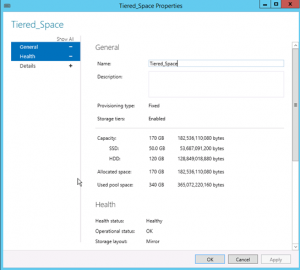 Tiered_Space Properties
Tiered_Space
Show All
General –
Health –
Details +
General
Name: Tiered_Space
Description:
Provisioning type: Fixed
Storage tiers: Enabled
Capacity: 170 GB 182,536,110,080 bytes
SSD: 50.0 GB 53,687,091,200 bytes
HDD: 120 GB 128,849,018,880 bytes
Allocated space: 170 GB 182,536,110,080 bytes
Used pool space: 340 GB 365,072,220,160 bytes
Health
Health status: Healthy
Operational status: OK
Storage layout: Mirror
OK Cancel Apply